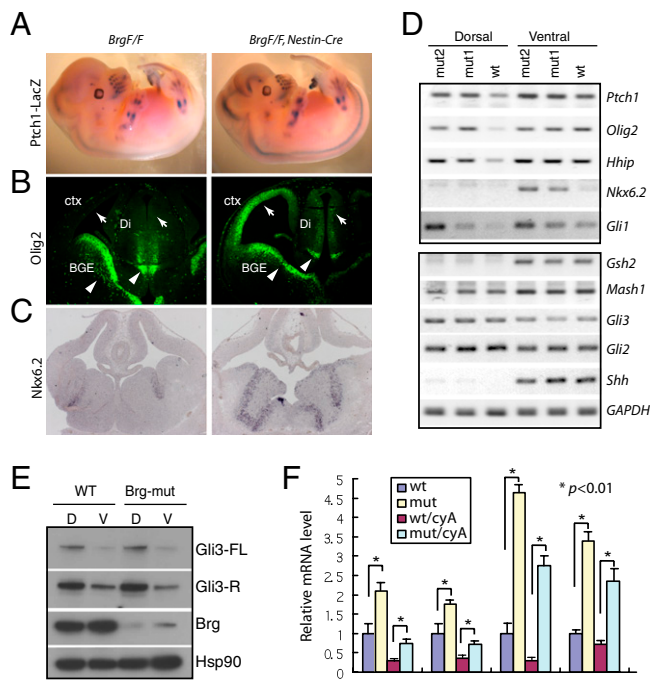 A
BrgF/F
BrgF/F, Nestin-Cre
Ptch1-LacZ
B
ctx
Di
BGE
ctx
Di
BGE
Olig2
C
Nkx6.2
D
Dorsal
Ventral
mut2
mut1
wt
mut2
mut1
wt
Ptch1
Olig2
Hhip
Nkx6.2
Gli1
Gsh2
Mash1
Gli3
Gli2
Shh
GAPDH
E
WT
Brg-mut
D
V
D
V
Gli3-FL
Gli3-R
Brg
Hsp90
F
Relative mRNA level
5
4.5
4
3.5
3
2.5
2
1.5
1
0.5
0
wt
mut
wt/cyA
mut/cyA
* p<0.01
*
*
*
*
*
*
*
*